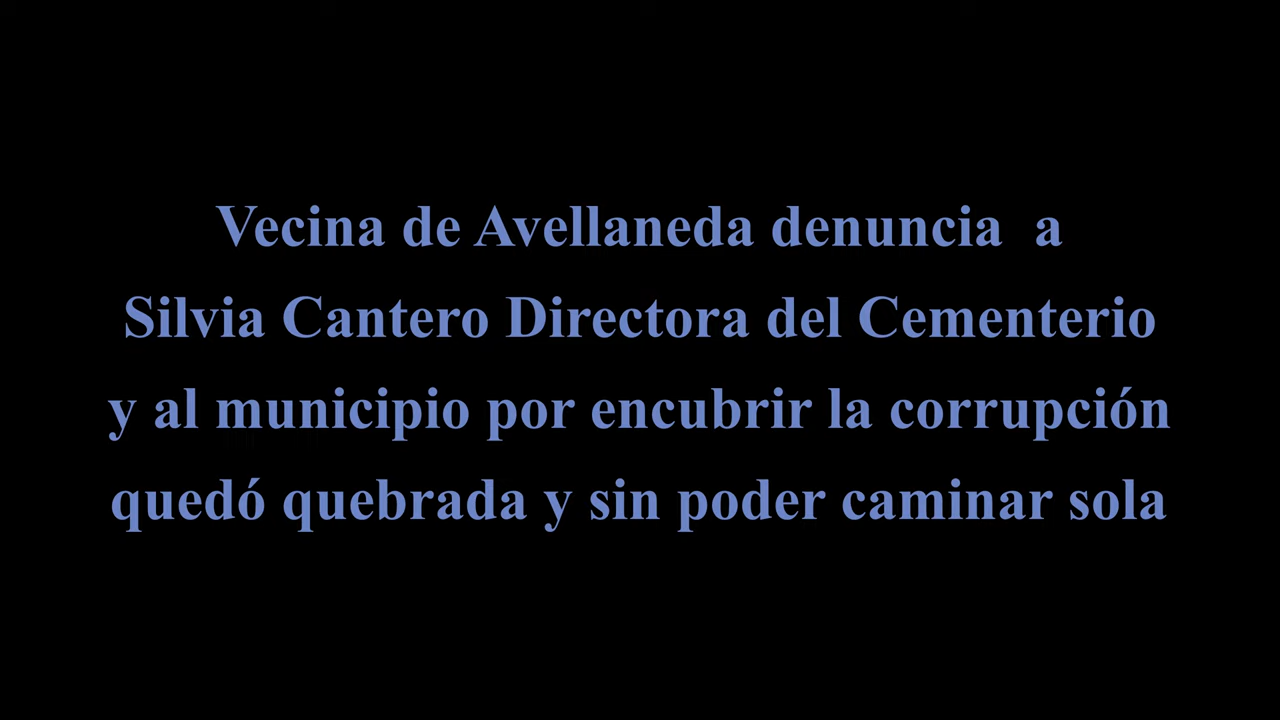 Vecina de Avellaneda denuncia  a
Silvia Cantero Directora del Cementerio
y al municipio por encubrir la corrupción
quedó quebrada y sin poder caminar sola